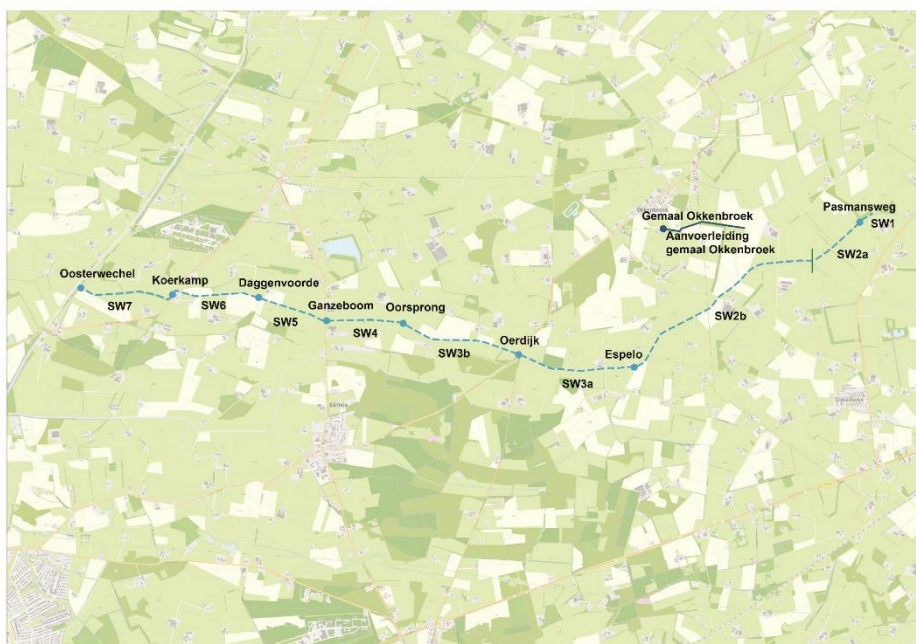 Pasmansweg
SW1
Gemaal Okkenbroek
Aanvoerleiding
gemaal Okkenbroek
SW2a
Oosterwechel
Koerkamp
Daggenvoorde
SW7
SW6
Ganzeboom
Oorsprong
SW2b
SW5
SW4
Oerdijk
Espelo
SW3b
SW3a